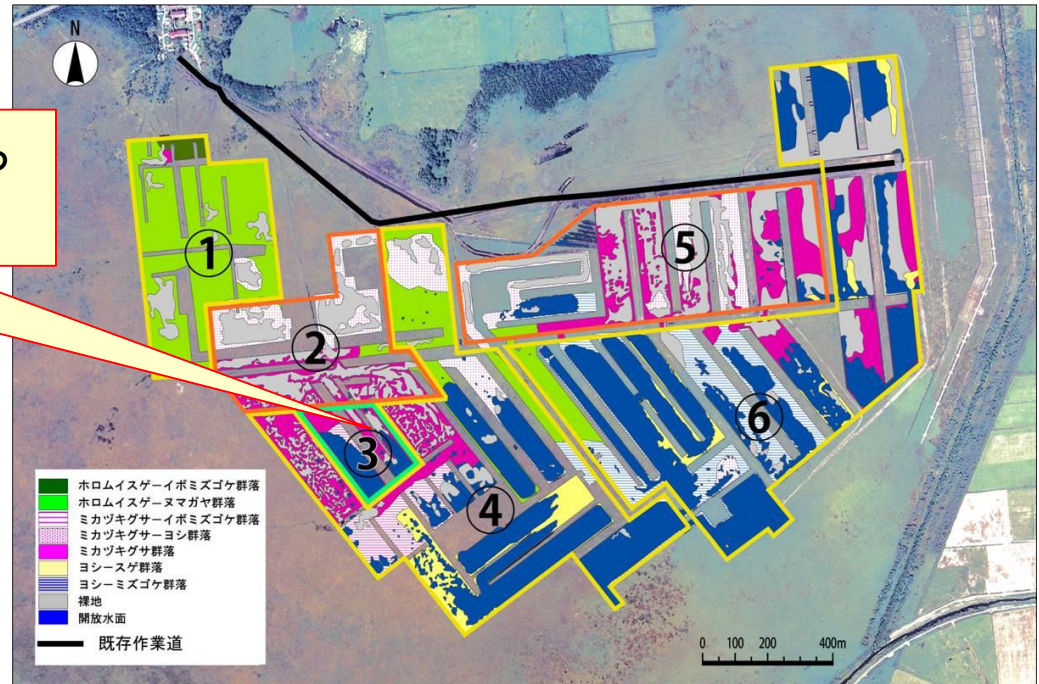 N
?
①
②
③
④
⑤
⑥
ホロムイスゲーイボミズゴケ群落
ホロムイスゲーヌマガヤ群落
ミカヅキグサーイボミズゴケ群落
ミカヅキグサーヨシ群落
ミカヅキグサ群落
ヨシースゲ群落
ヨシーミズゴケ群落
裸地
開放水面
既存作業道
0 100 200 400m